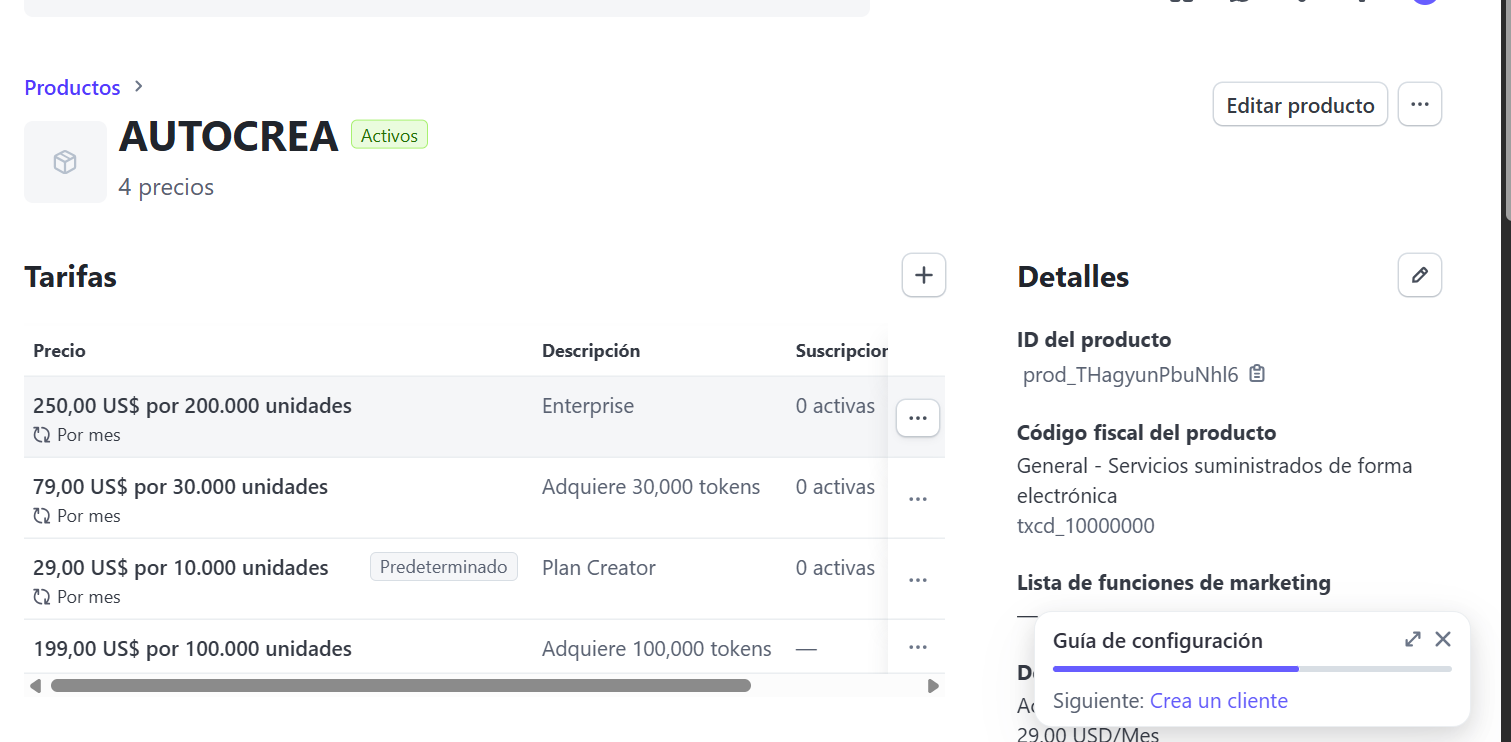 Productos
AUTOCREA
Activos
4 precios
Editar producto
Tarifas
Precio
Descripción
Suscripcion
250,00 US$ por 200.000 unidades
Por mes
Enterprise
0 activas
79,00 US$ por 30.000 unidades
Por mes
Adquiere 30,000 tokens
0 activas
29,00 US$ por 10.000 unidades
Por mes
Predeterminado
Plan Creator
0 activas
199,00 US$ por 100.000 unidades
Adquiere 100,000 tokens
—
Detalles
ID del producto
prod_THagyunPbuNhl6
Código fiscal del producto
General - Servicios suministrados de forma
electrónica
txcd_10000000
Lista de funciones de marketing
—
29,00 USD/Mes
Guía de configuración
Siguiente: Crea un cliente